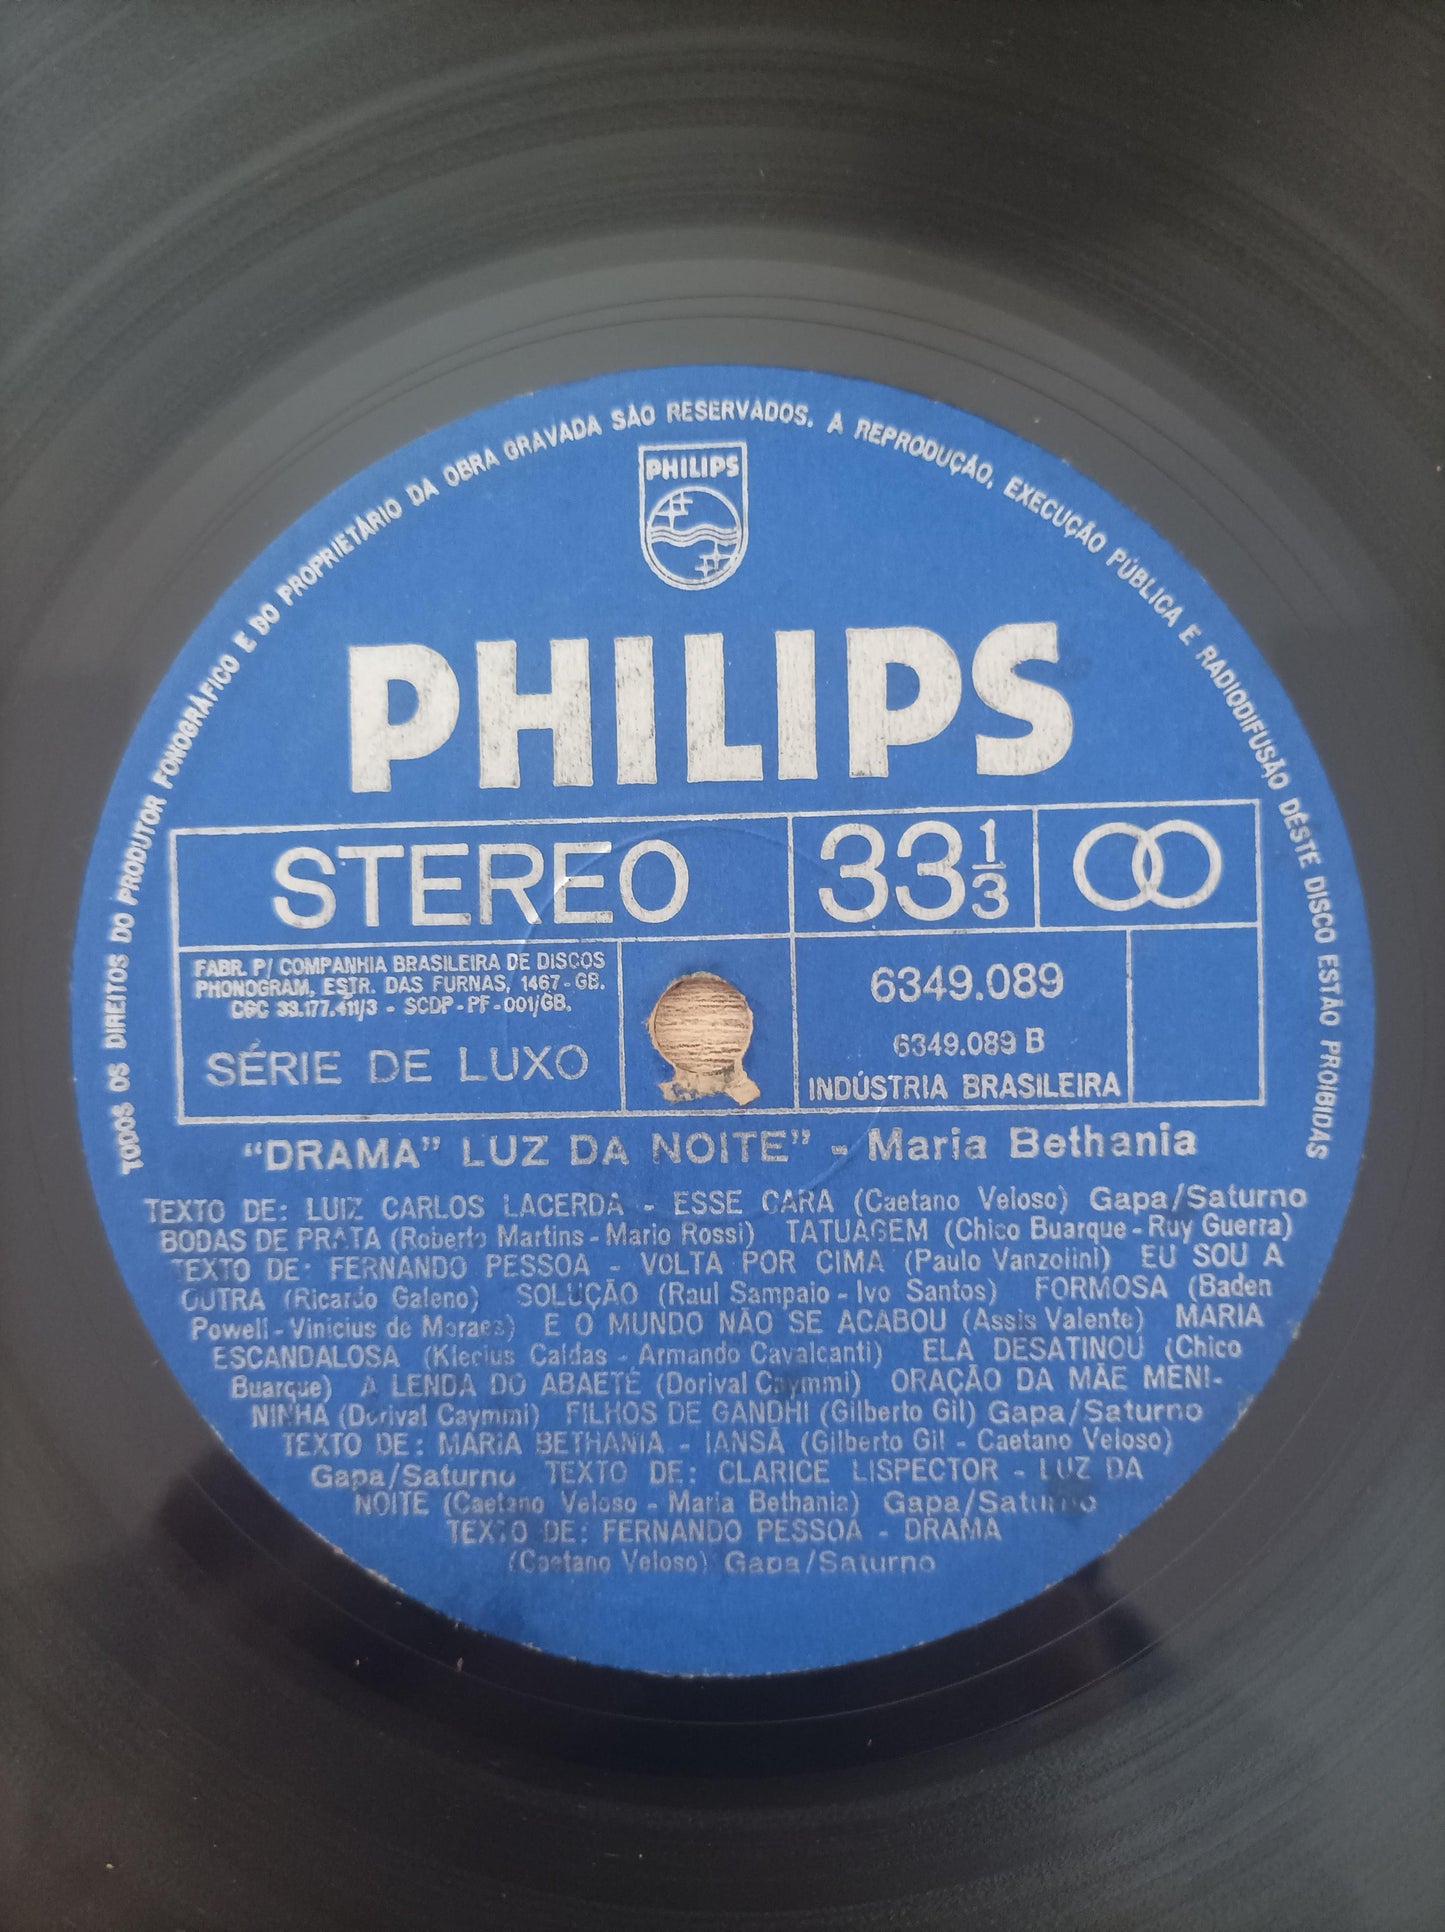 TODOS OS DIREITOS DO PRODUTOR FONOGRÁFICO E DO PROPRIETÁRIO DA OBRA GRAVADA SÃO RESERVADOS. A REPRODUÇÃO, EXECUÇÃO PÚBLICA E RADIODIFUSÃO DÊSTE DISCO ESTÃO PROIBIDAS
PHILIPS
PHILIPS
STEREO
33 1/3
FABR. P/ COMPANHIA BRASILEIRA DE DISCOS
PHONOGRAM, ESTR. DAS FURNAS, 1467-GB.
CGC 33.177.411/3 - SCDP-PF-001/GB.
SÉRIE DE LUXO
6349.089
6349.089 B
INDÚSTRIA BRASILEIRA
"DRAMA" LUZ DA NOITE" - Maria Bethania
TEXTO DE: LUIZ CARLOS LACERDA - ESSE CARA (Caetano Veloso) Gapa/Saturno
BODAS DE PRATA (Roberto Martins - Mario Rossi) TATUAGEM (Chico Buarque - Ruy Guerra)
TEXTO DE: FERNANDO PESSOA - VOLTA POR CIMA (Paulo Vanzolini) EU SOU A
OUTRA (Ricardo Galeno) SOLUÇÃO (Raul Sampaio - Ivo Santos) FORMOSA (Baden
Powell - Vinicius de Moraes) E O MUNDO NÃO SE ACABOU (Assis Valente) MARIA
ESCANDALOSA (Klecius Caldas - Armando Cavalcanti) ELA DESATINOU (Chico
Buarque) A LENDA DO ABAETÉ (Dorival Caymmi) ORAÇÃO DA MÃE MENI-
NINHA (Dorival Caymmi) FILHOS DE GANDHI (Gilberto Gil) Gapa/Saturno
TEXTO DE: MARIA BETHANIA - IANSÃ (Gilberto Gil - Caetano Veloso)
Gapa/Saturno TEXTO DE: CLARICE LISPECTOR - LUZ DA
NOITE (Caetano Veloso - Maria Bethania) Gapa/Saturno
TEXTO DE: FERNANDO PESSOA - DRAMA
(Caetano Veloso) Gapa/Saturno